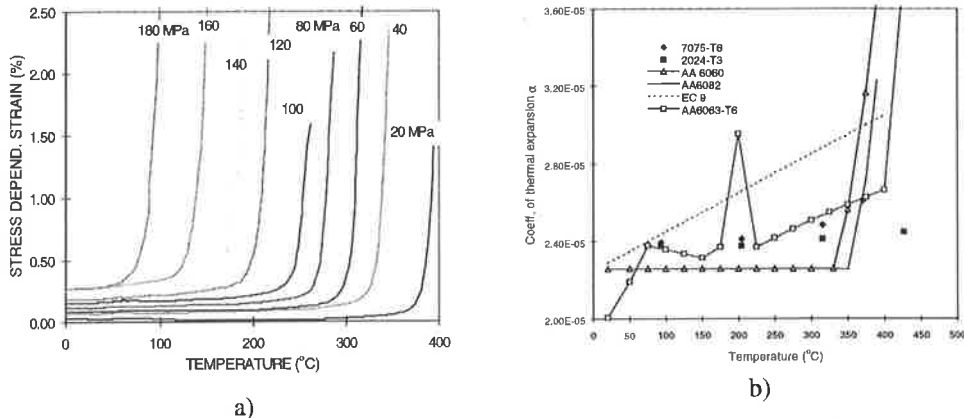 2.50
2.00
1.50
1.00
0.50
0.00
STRESS DEPEND. STRAIN (%)
180 MPa
160
140
120
100
80 MPa
60
40
20 MPa
0
100
200
300
400
TEMPERATURE (°C)
a)
3.60E-05
3.20E-05
2.80E-05
2.40E-05
2.00E-05
Coeff. of thermal expansion α
7075-T6
2024-T3
AA 6060
AA6082
EC 9
AA6063-T6
0
50
100
150
200
250
300
350
400
450
500
Temperature (°C)
b)